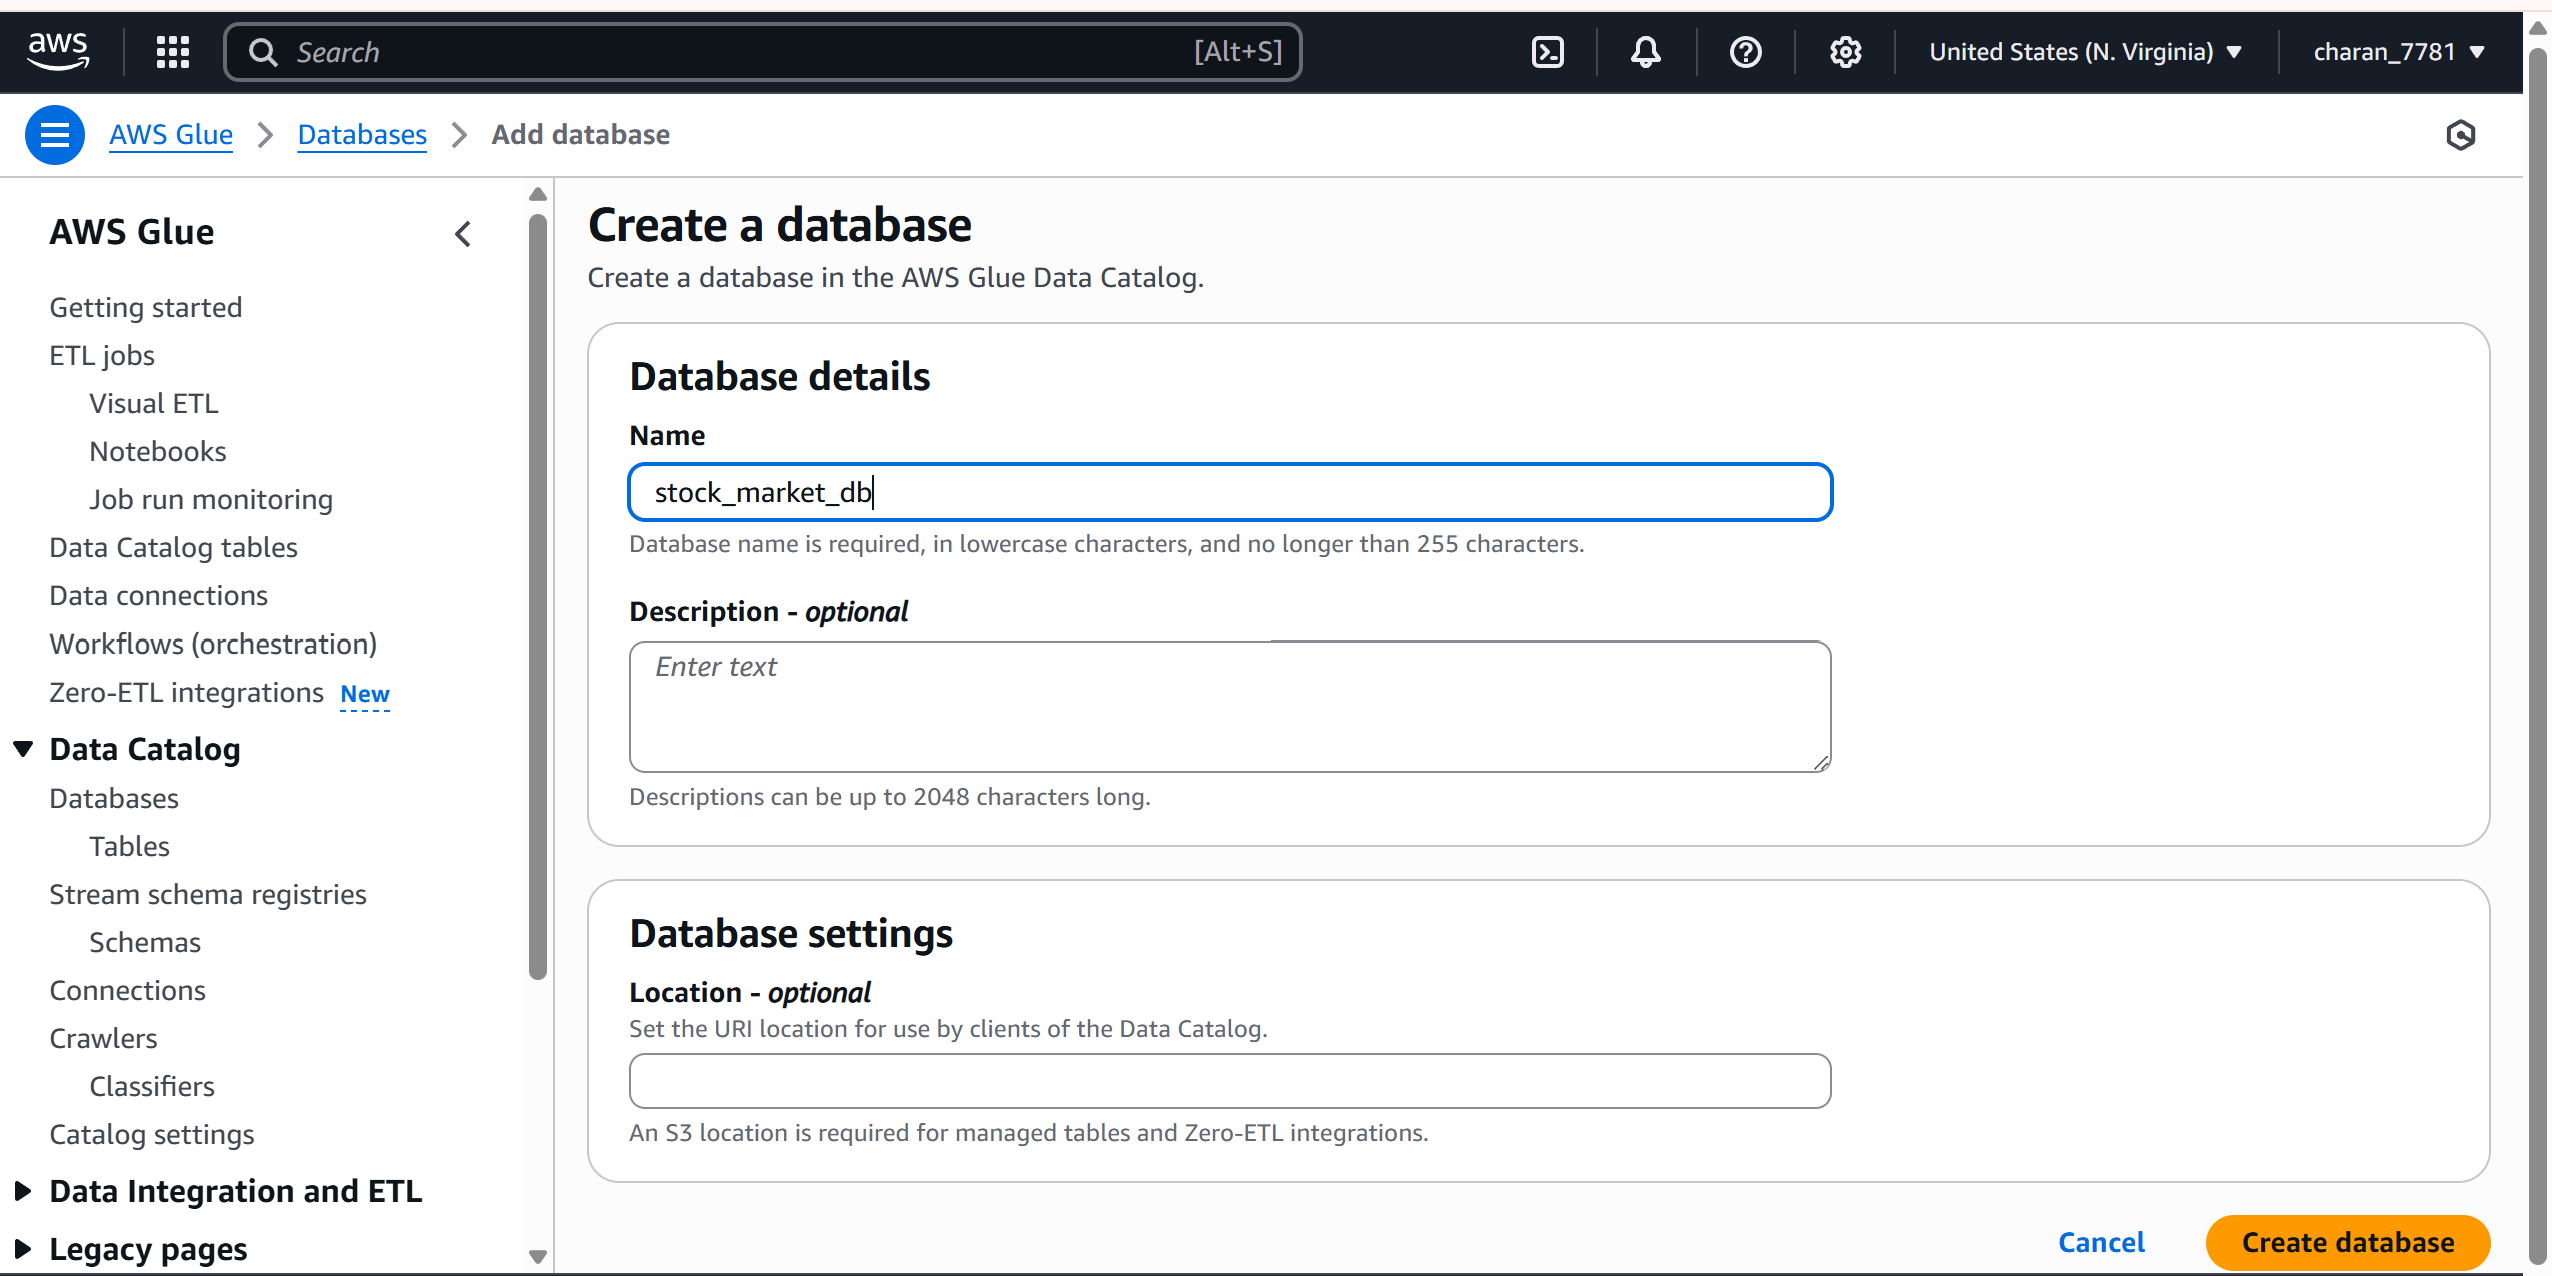 aws
Search [Alt+S]
United States (N. Virginia)
charan_7781
AWS Glue
Databases
Add database
AWS Glue
Getting started
ETL jobs
Visual ETL
Notebooks
Job run monitoring
Data Catalog tables
Data connections
Workflows (orchestration)
Zero-ETL integrations New
Data Catalog
Databases
Tables
Stream schema registries
Schemas
Connections
Crawlers
Classifiers
Catalog settings
Data Integration and ETL
Legacy pages
Create a database
Create a database in the AWS Glue Data Catalog.
Database details
Name
stock_market_db
Database name is required, in lowercase characters, and no longer than 255 characters.
Description - optional
Enter text
Descriptions can be up to 2048 characters long.
Database settings
Location - optional
Set the URI location for use by clients of the Data Catalog.
An S3 location is required for managed tables and Zero-ETL integrations.
Cancel
Create database